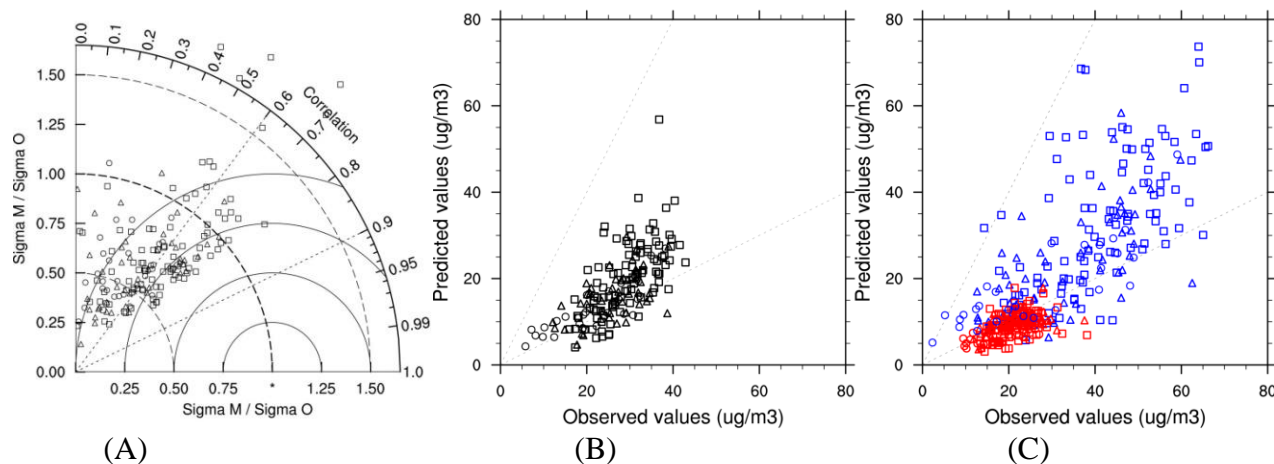 0.0 0.1 0.2 0.3 0.4 0.5 0.6 0.7 0.8 0.9 0.95 0.99 1.0
Correlation
1.50
1.25
1.00
0.75
0.50
0.25
0.00
Sigma M / Sigma O
0.25 0.50 0.75 * 1.25 1.50
Sigma M / Sigma O
(A)
80
60
40
20
0
Predicted values (ug/m3)
0 20 40 60 80
Observed values (ug/m3)
(B)
80
60
40
20
0
Predicted values (ug/m3)
0 20 40 60 80
Observed values (ug/m3)
(C)